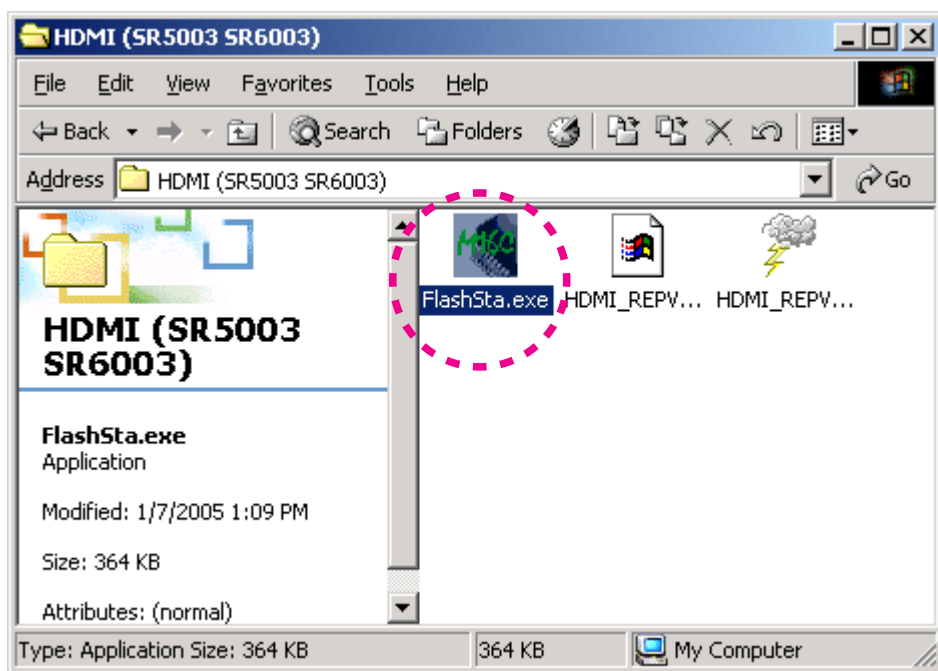 HDMI (SR5003 SR6003)
File Edit View Favorites Tools Help
Back Search Folders
Address HDMI (SR5003 SR6003) Go
M16C
FlashSta.exe HDMI_REPV... HDMI_REPV...
HDMI (SR5003
SR6003)
FlashSta.exe
Application
Modified: 1/7/2005 1:09 PM
Size: 364 KB
Attributes: (normal)
Type: Application Size: 364 KB 364 KB My Computer